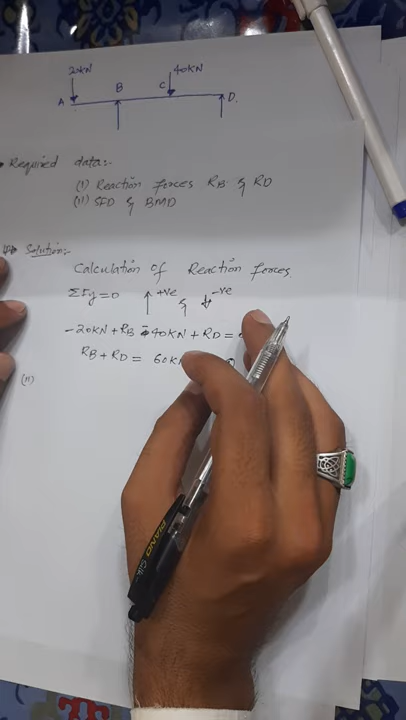 20kN
40KN
A
B
C
D.
Required data:-
(I) Reaction forces RB & RD
(II) SFD & BMD
Solution:-
Calculation of Reaction forces.
ΣFy=0 ↑+ve & ↓-ve
-20KN+RB-40KN+RD=
RB+RD= 60K
(II)
PIANO